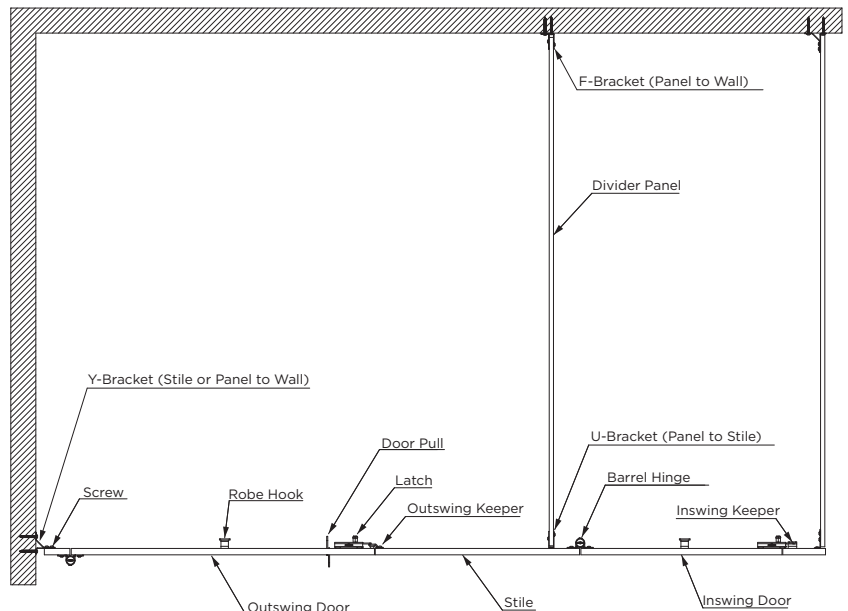 F-Bracket (Panel to Wall)
Divider Panel
Y-Bracket (Stile or Panel to Wall)
U-Bracket (Panel to Stile)
Door Pull
Barrel Hinge
Latch
Screw
Robe Hook
Outswing Keeper
Inswing Keeper
Outswing Door
Stile
Inswing Door